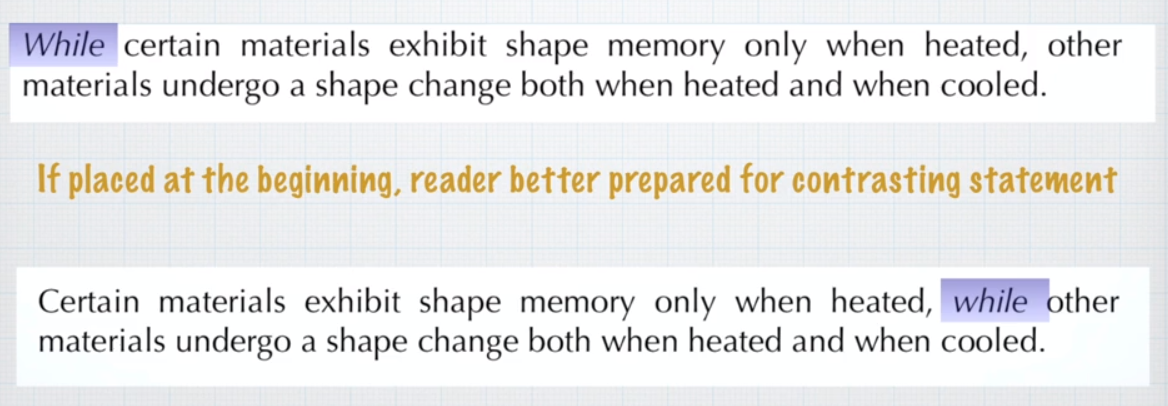 While certain materials exhibit shape memory only when heated, other
materials undergo a shape change both when heated and when cooled.
If placed at the beginning, reader better prepared for contrasting statement
Certain materials exhibit shape memory only when heated, while other
materials undergo a shape change both when heated and when cooled.